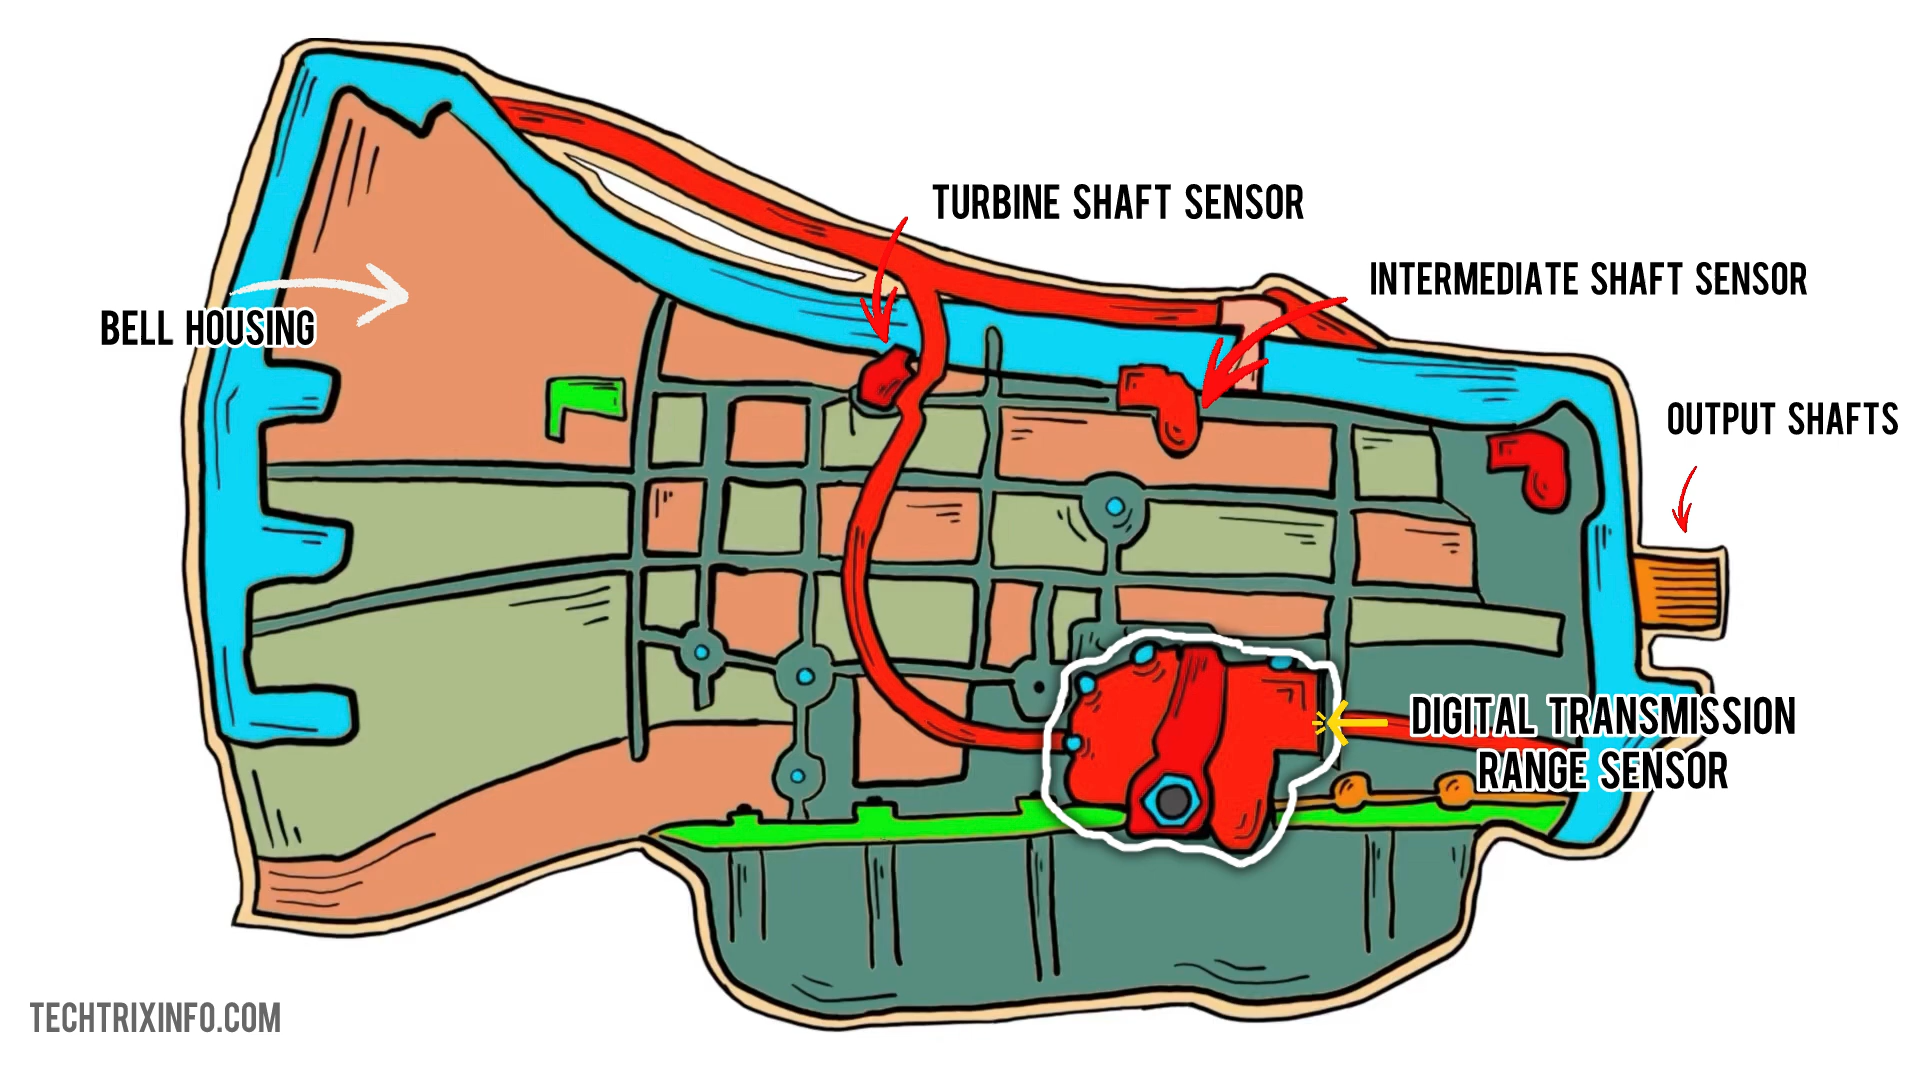 TURBINE SHAFT SENSOR
INTERMEDIATE SHAFT SENSOR
BELL HOUSING
OUTPUT SHAFTS
DIGITAL TRANSMISSION
RANGE SENSOR
TECHTRIXINFO.COM